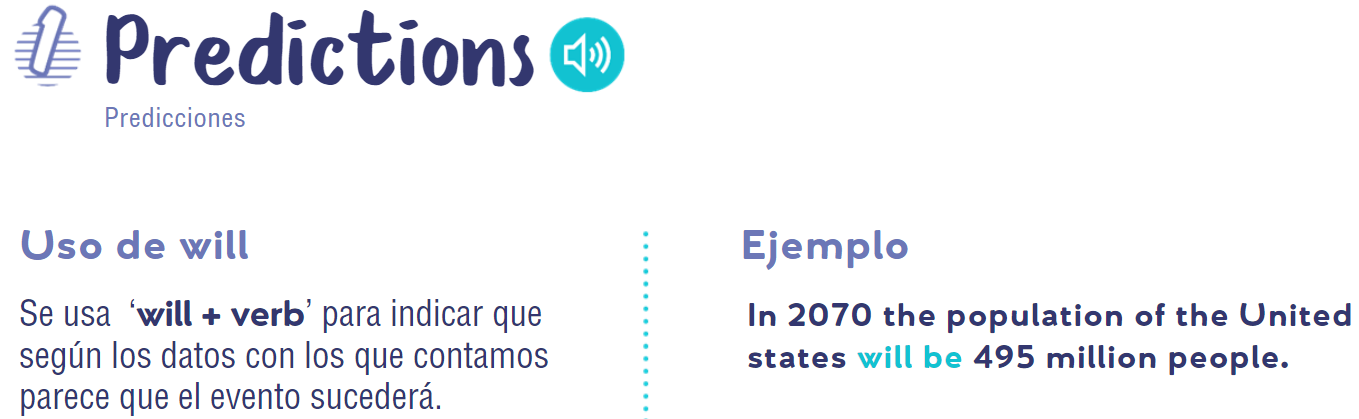 Predictions
Predicciones
Uso de will
Se usa ‘will + verb’ para indicar que
según los datos con los que contamos
parece que el evento sucederá.
Ejemplo
In 2070 the population of the United
states will be 495 million people.